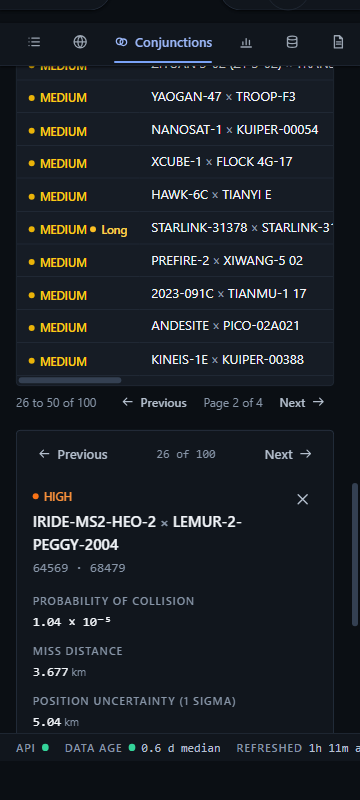 Conjunctions
MEDIUM
MEDIUM YAOGAN-47 × TROOP-F3
MEDIUM NANOSAT-1 × KUIPER-00054
MEDIUM XCUBE-1 × FLOCK 4G-17
MEDIUM HAWK-6C × TIANYI E
MEDIUM Long STARLINK-31378 × STARLINK-31
MEDIUM PREFIRE-2 × XIWANG-5 02
MEDIUM 2023-091C × TIANMU-1 17
MEDIUM ANDESITE × PICO-02A021
MEDIUM KINEIS-1E × KUIPER-00388
26 to 50 of 100 ← Previous Page 2 of 4 Next →
← Previous 26 of 100 Next →
HIGH
IRIDE-MS2-HEO-2 × LEMUR-2-
PEGGY-2004
64569 · 68479
PROBABILITY OF COLLISION
1.04 × 10⁻⁵
MISS DISTANCE
3.677 km
POSITION UNCERTAINTY (1 SIGMA)
5.04 km
API DATA AGE 0.6 d median REFRESHED 1h 11m a